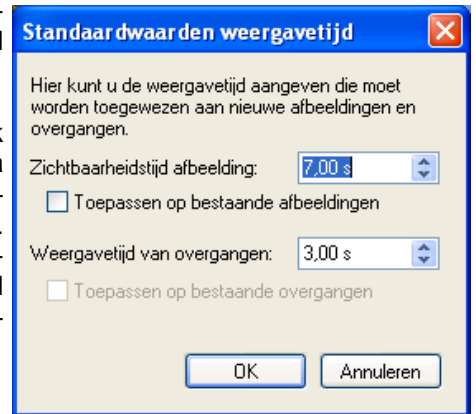 Standaardwaarden weergavetijd
Hier kunt u de weergavetijd aangeven die moet
worden toegewezen aan nieuwe afbeeldingen en
overgangen.
Zichtbaarheidstijd afbeelding: 7,00 s
Toepassen op bestaande afbeeldingen
Weergavetijd van overgangen: 3,00 s
Toepassen op bestaande overgangen
OK Annuleren